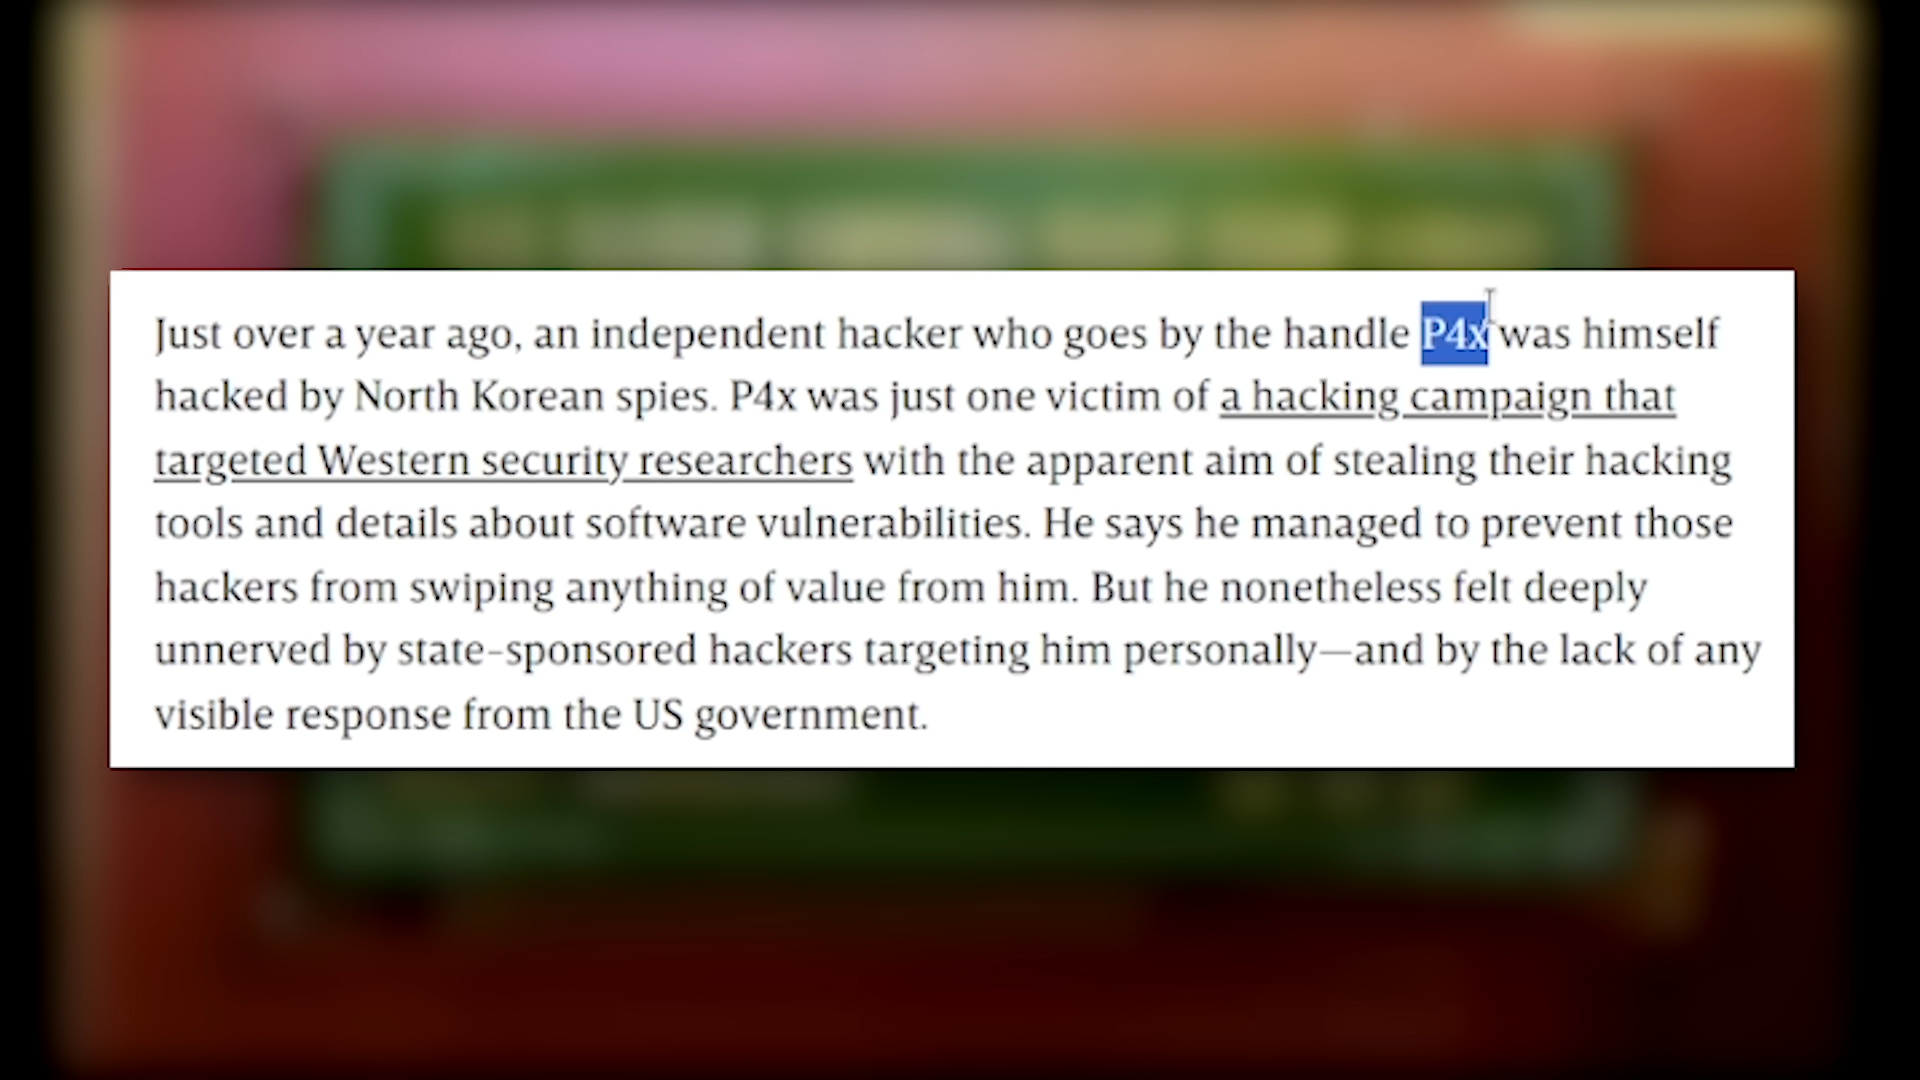 Just over a year ago, an independent hacker who goes by the handle P4x was himself
hacked by North Korean spies. P4x was just one victim of a hacking campaign that
targeted Western security researchers with the apparent aim of stealing their hacking
tools and details about software vulnerabilities. He says he managed to prevent those
hackers from swiping anything of value from him. But he nonetheless felt deeply
unnerved by state-sponsored hackers targeting him personally—and by the lack of any
visible response from the US government.